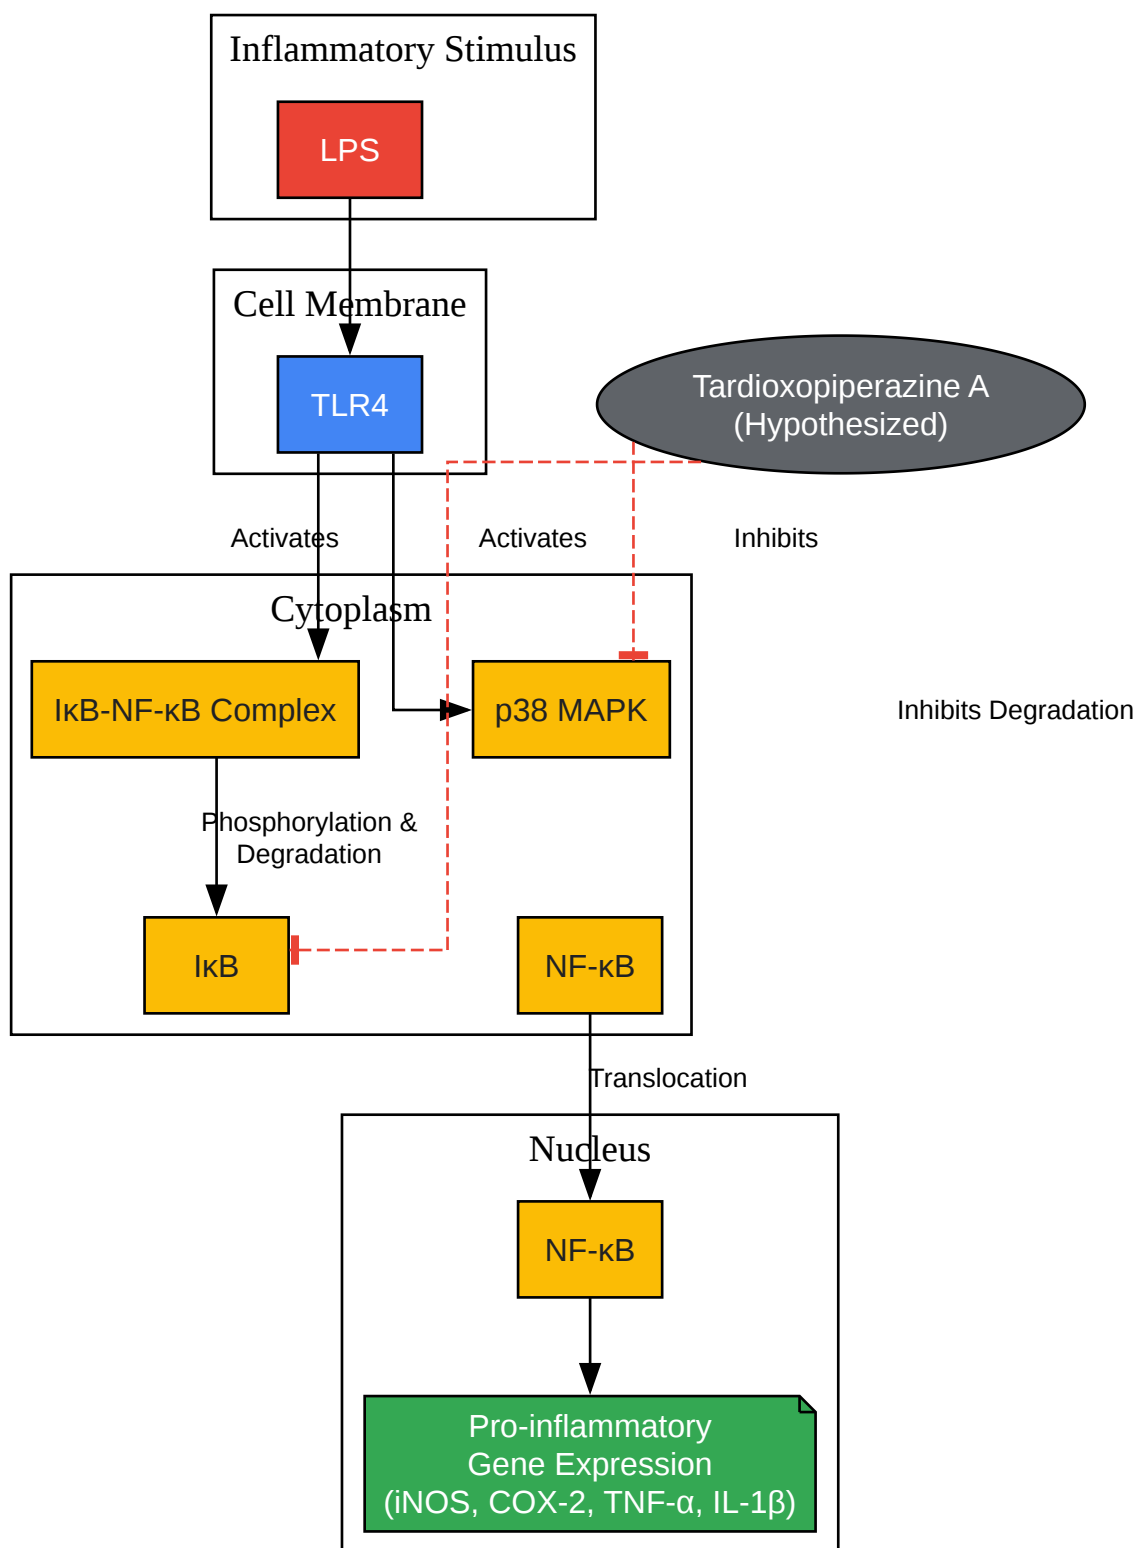 Inflammatory Stimulus
LPS
Cell Membrane
TLR4
Tardioxopiperazine A
(Hypothesized)
Activates
Activates
Inhibits
Cytoplasm
IκB-NF-κB Complex
p38 MAPK
Inhibits Degradation
Phosphorylation &
Degradation
IκB
NF-κB
Translocation
Nucleus
NF-κB
Pro-inflammatory
Gene Expression
(iNOS, COX-2, TNF-α, IL-1β)